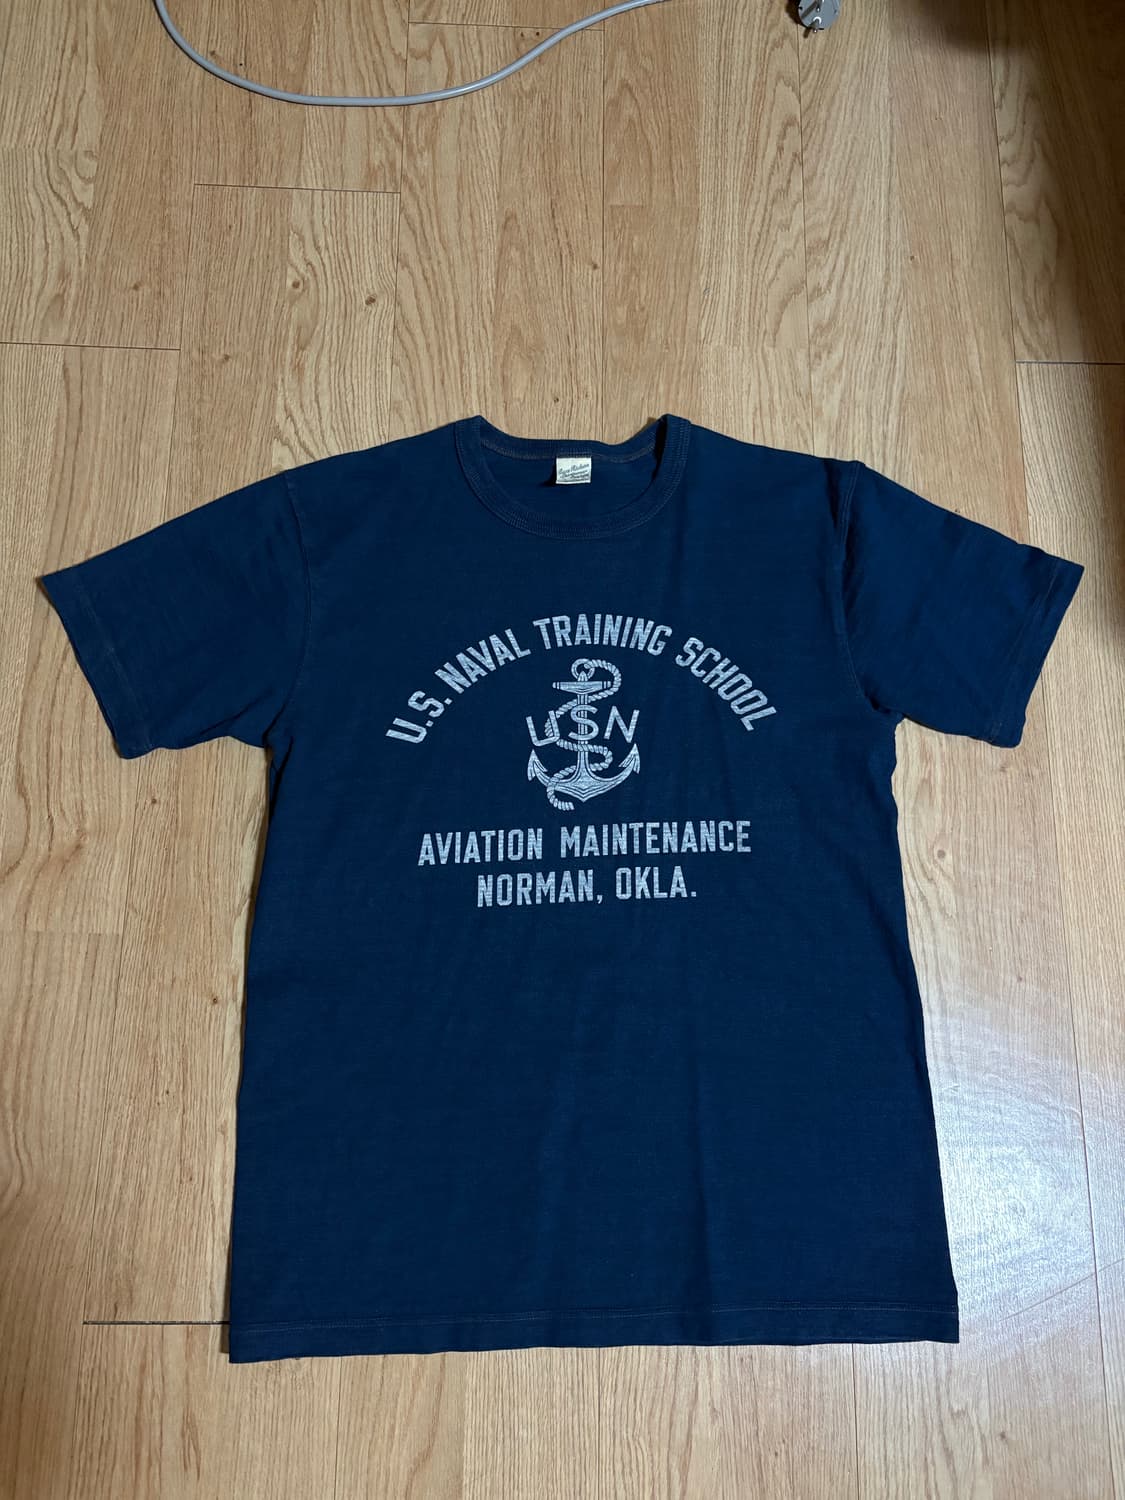 U.S. NAVAL TRAINING SCHOOL
USN
AVIATION MAINTENANCE
NORMAN, OKLA.